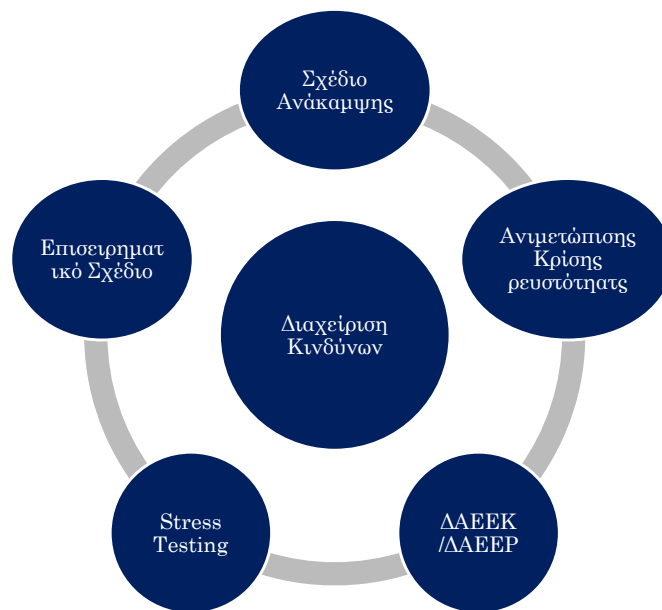 Σχέδιο
Ανάκαμψης
Επισειρηματ
ικό Σχέδιο
Ανιμετώπισης
Κρίσης
ρευστότηατς
Διαχείριση
Κινδύνων
Stress
Testing
ΔΑΕΕΚ
/ΔΑΕΕΡ